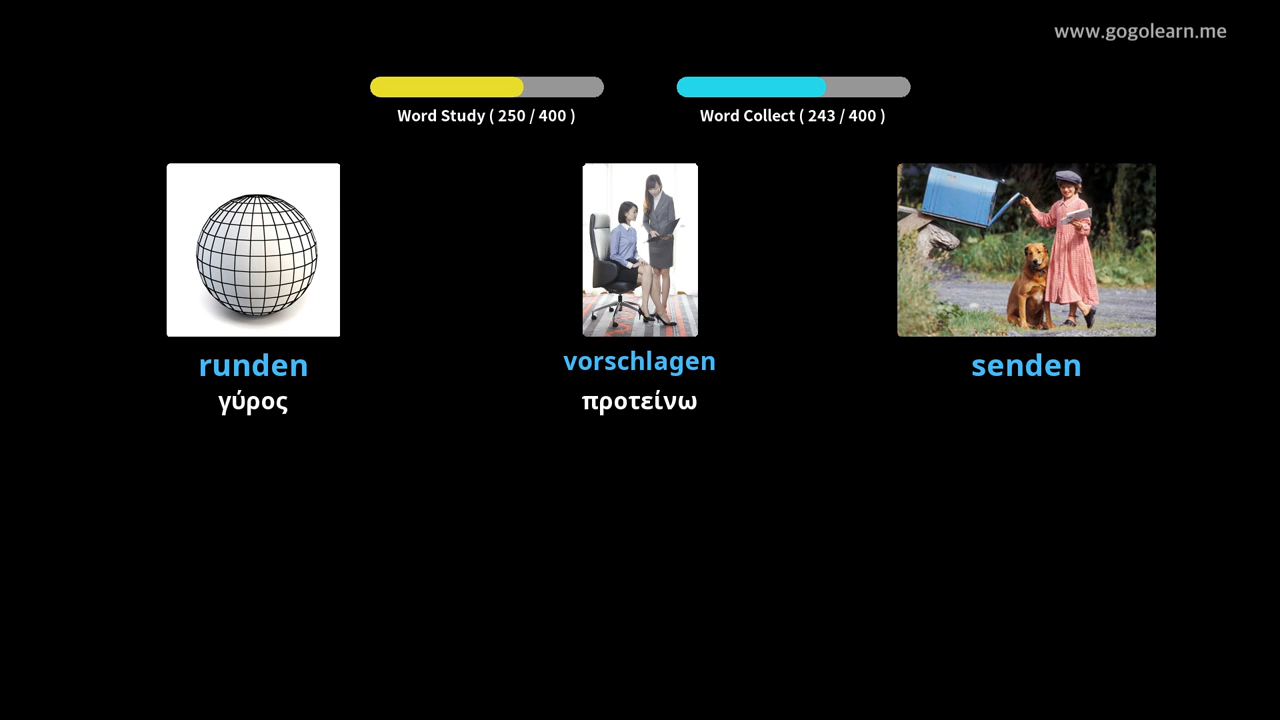 www.gogolearn.me
Word Study ( 250 / 400 )
Word Collect ( 243 / 400 )
runden
vorschlagen
senden
γύρος
προτείνω